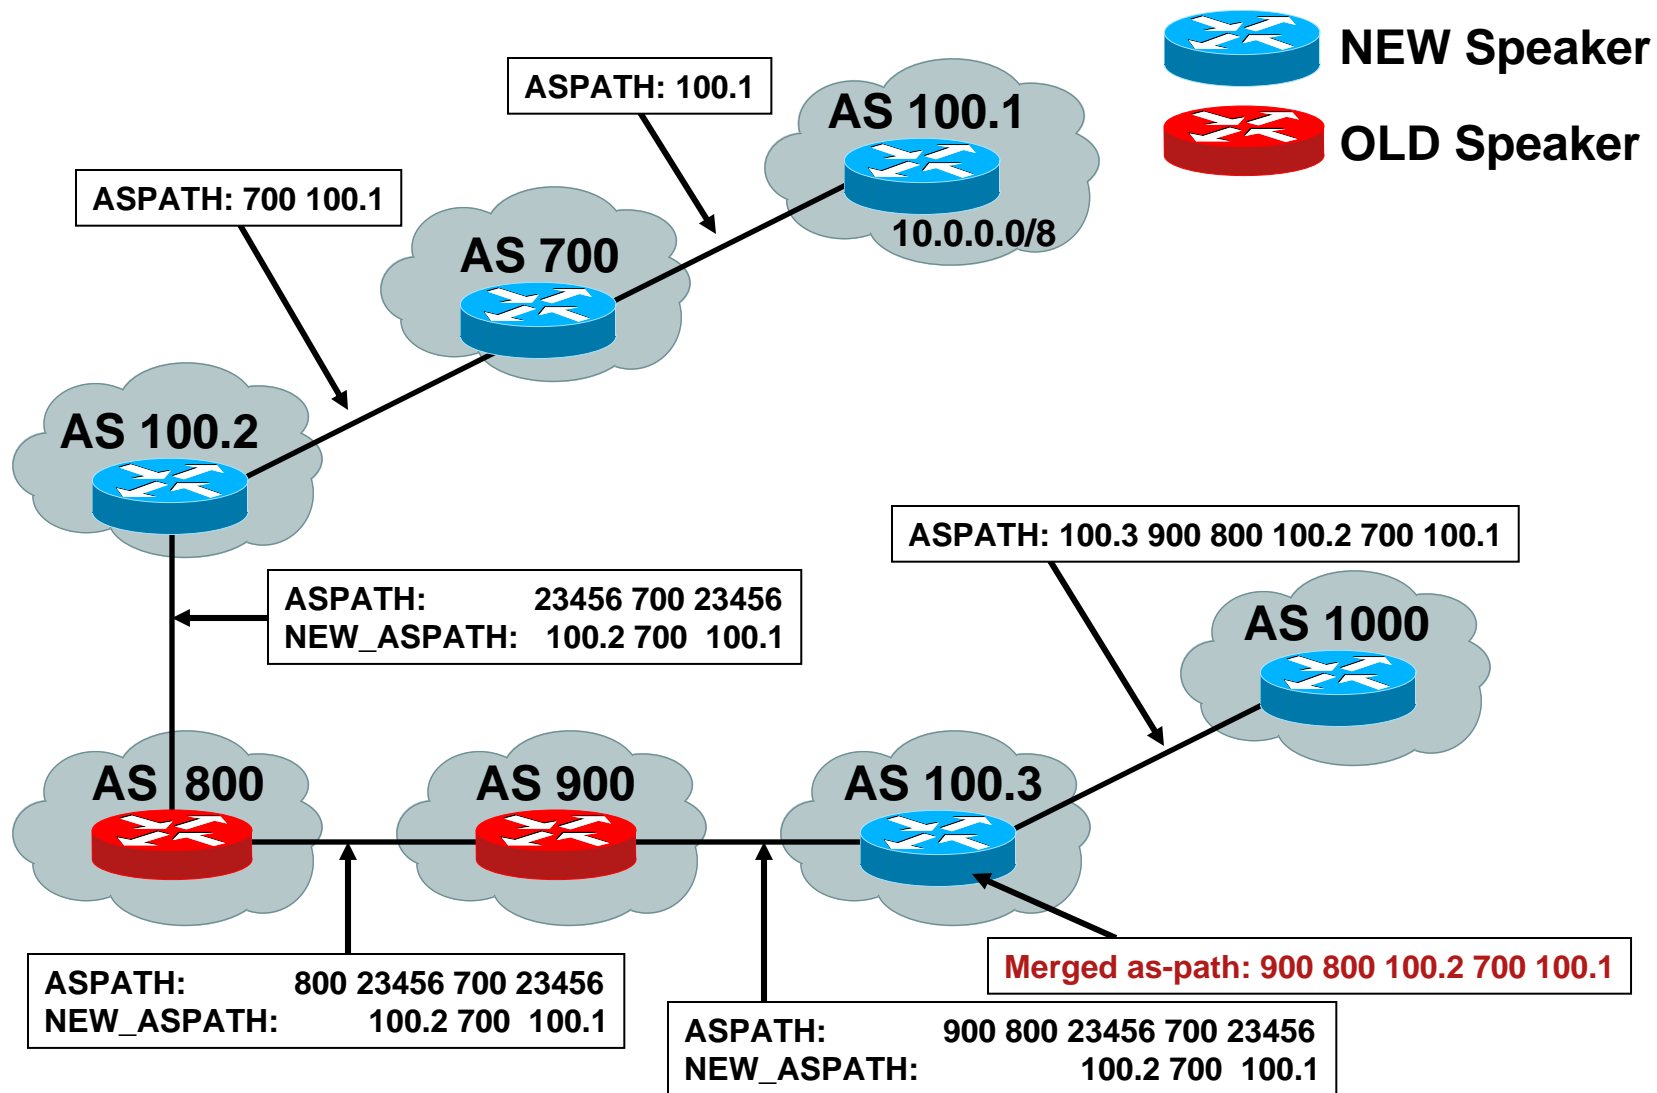 NEW Speaker
OLD Speaker
ASPATH: 100.1
AS 100.1
10.0.0.0/8
ASPATH: 700 100.1
AS 700
AS 100.2
ASPATH: 100.3 900 800 100.2 700 100.1
ASPATH: 23456 700 23456
NEW_ASPATH: 100.2 700 100.1
AS 1000
AS 800
AS 900
AS 100.3
Merged as-path: 900 800 100.2 700 100.1
ASPATH: 800 23456 700 23456
NEW_ASPATH: 100.2 700 100.1
ASPATH: 900 800 23456 700 23456
NEW_ASPATH: 100.2 700 100.1